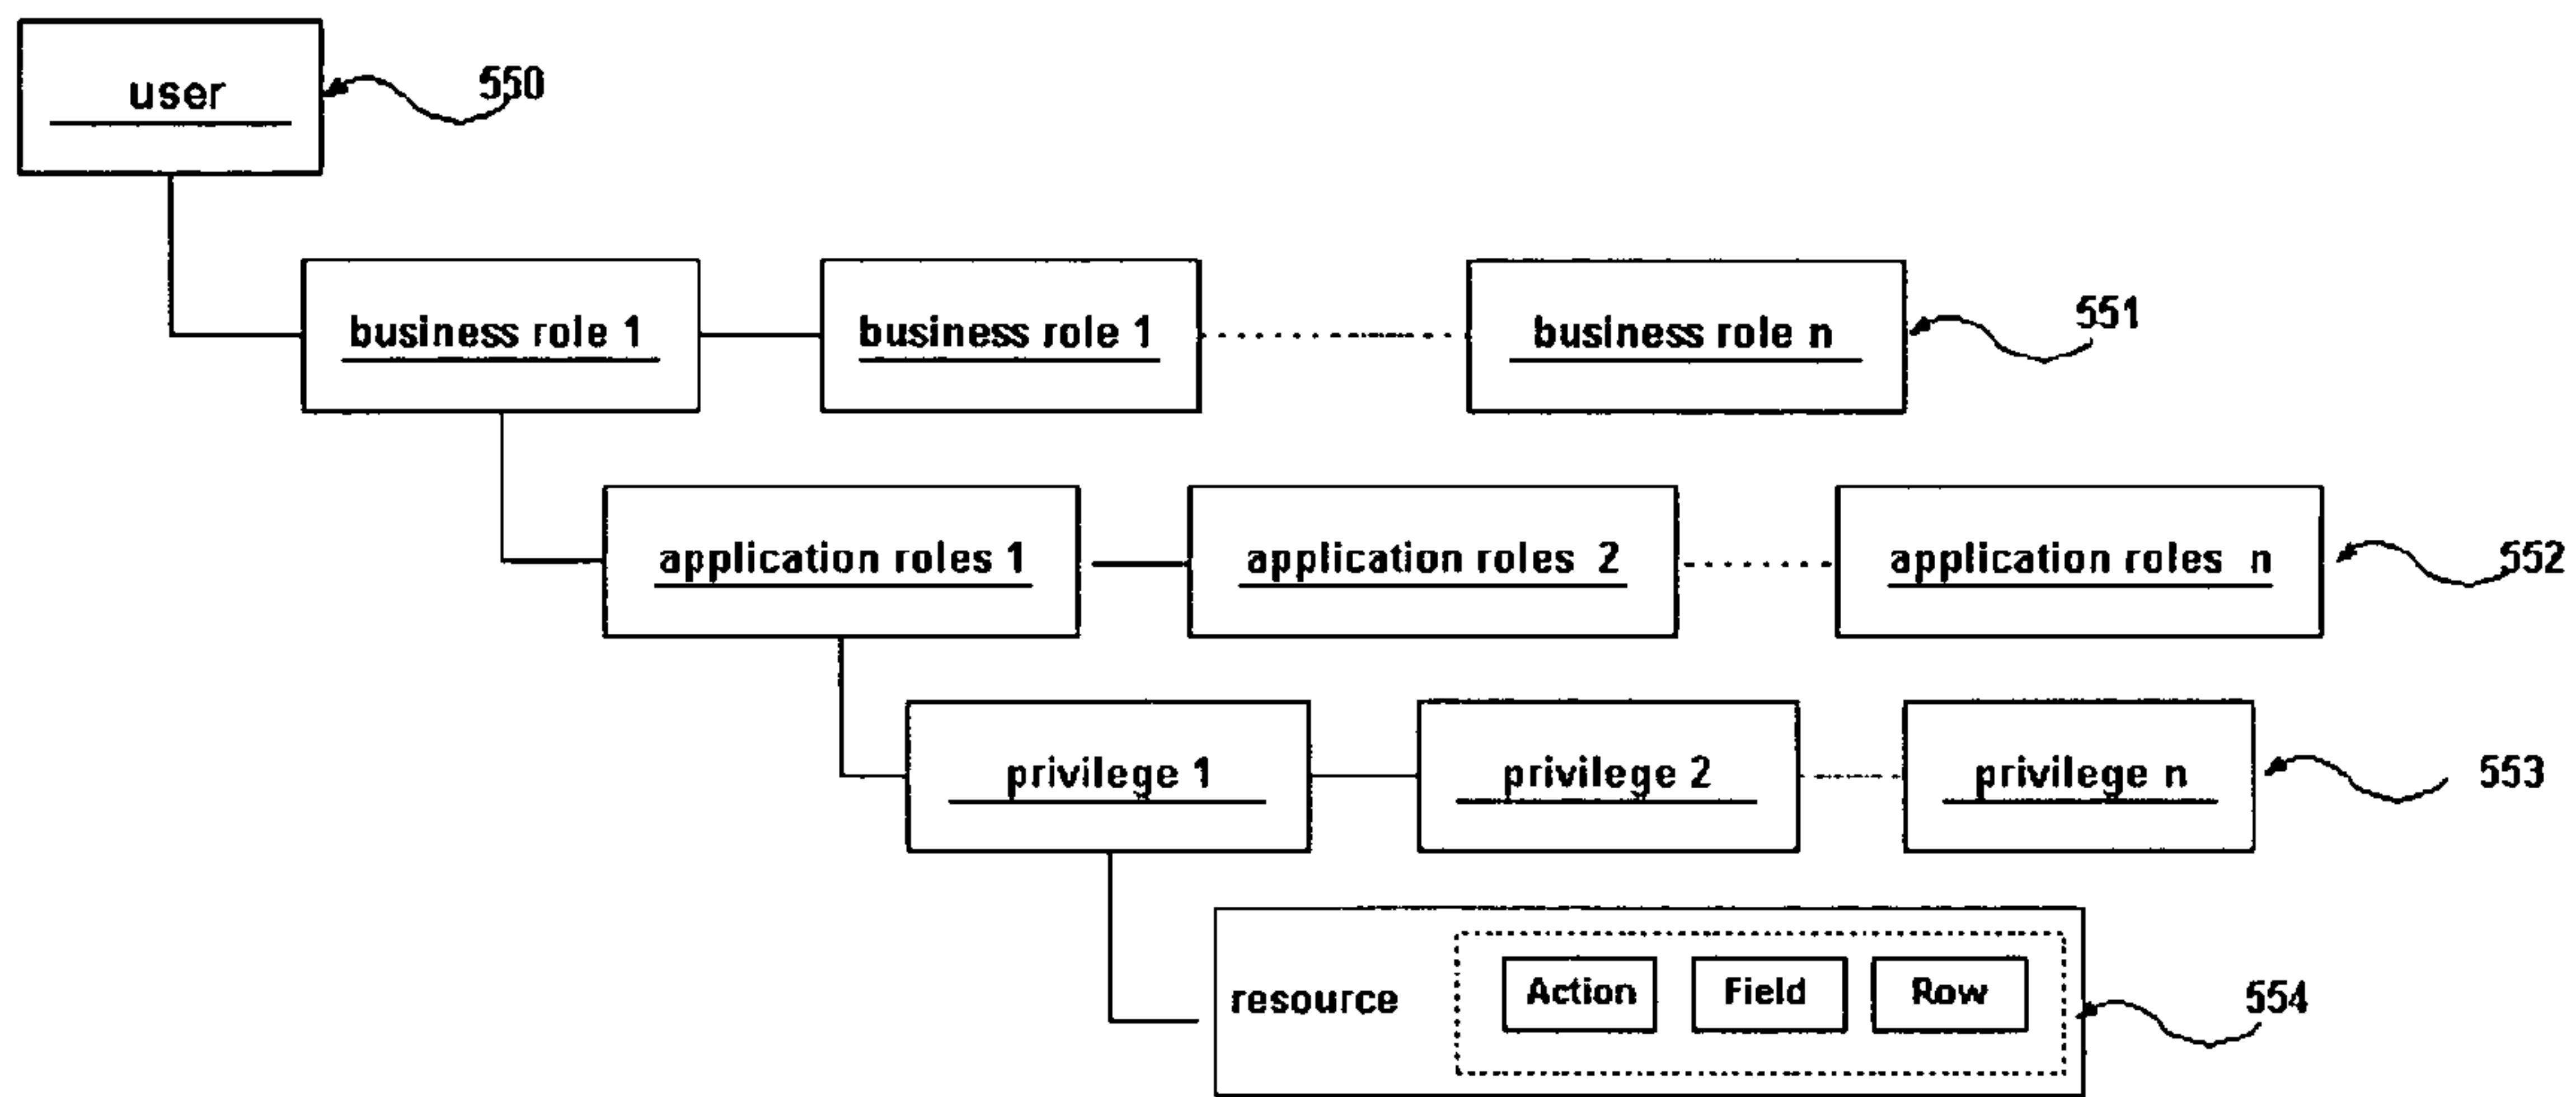 user
550
business role 1
business role 1
business role n
551
application roles 1
application roles 2
application roles n
552
privilege 1
privilege 2
privilege n
553
resource
Action
Field
Row
554